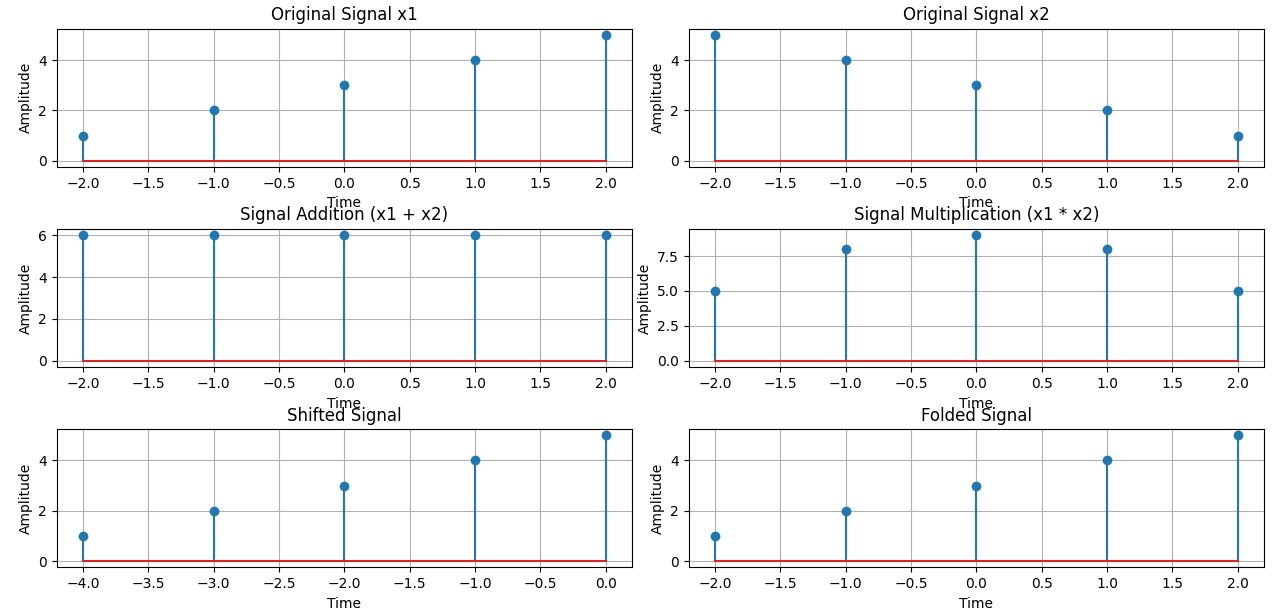 Original Signal x1
Amplitude
4
2
0
−2.0 −1.5 −1.0 −0.5 0.0 0.5 1.0 1.5 2.0
Time
Original Signal x2
Amplitude
4
2
0
−2.0 −1.5 −1.0 −0.5 0.0 0.5 1.0 1.5 2.0
Time
Signal Addition (x1 + x2)
Amplitude
6
4
2
0
−2.0 −1.5 −1.0 −0.5 0.0 0.5 1.0 1.5 2.0
Time
Signal Multiplication (x1 * x2)
Amplitude
7.5
5.0
2.5
0.0
−2.0 −1.5 −1.0 −0.5 0.0 0.5 1.0 1.5 2.0
Time
Shifted Signal
Amplitude
4
2
0
−4.0 −3.5 −3.0 −2.5 −2.0 −1.5 −1.0 −0.5 0.0
Time
Folded Signal
Amplitude
4
2
0
−2.0 −1.5 −1.0 −0.5 0.0 0.5 1.0 1.5 2.0
Time